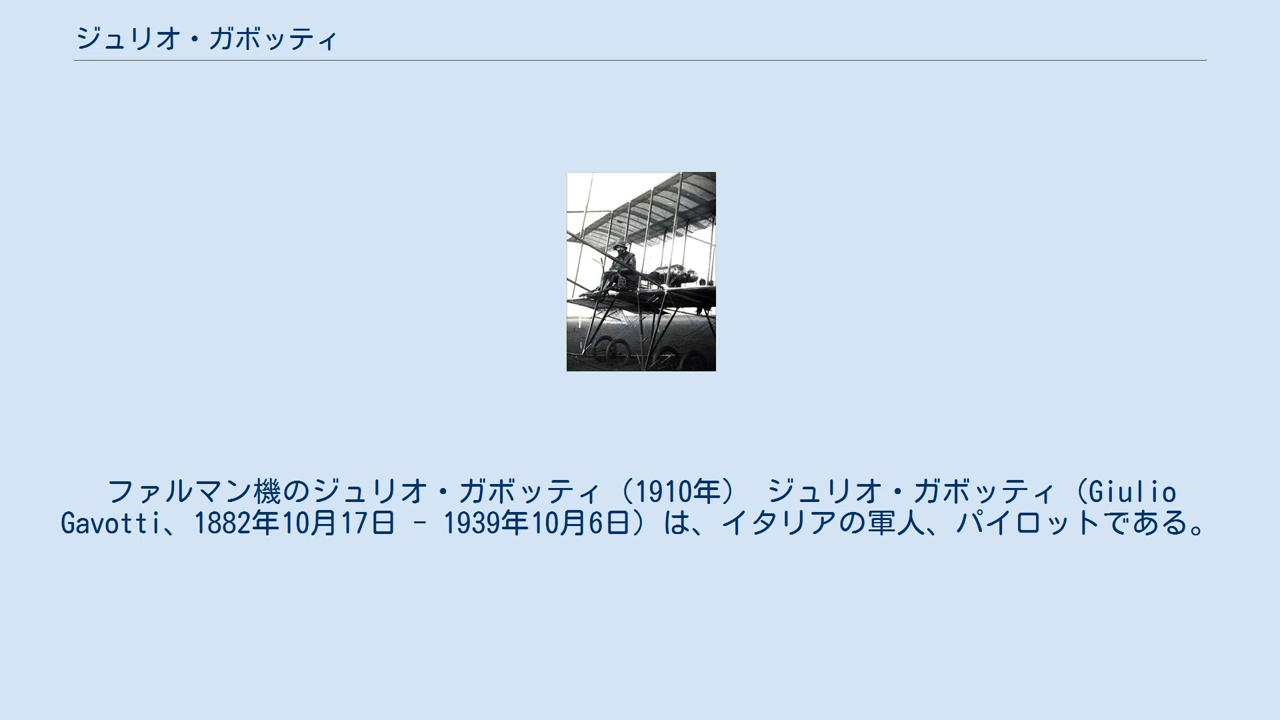 ジュリオ・ガボッティ
ファルマン機のジュリオ・ガボッティ（1910年） ジュリオ・ガボッティ（Giulio
Gavotti、1882年10月17日 - 1939年10月6日）は、イタリアの軍人、パイロットである。